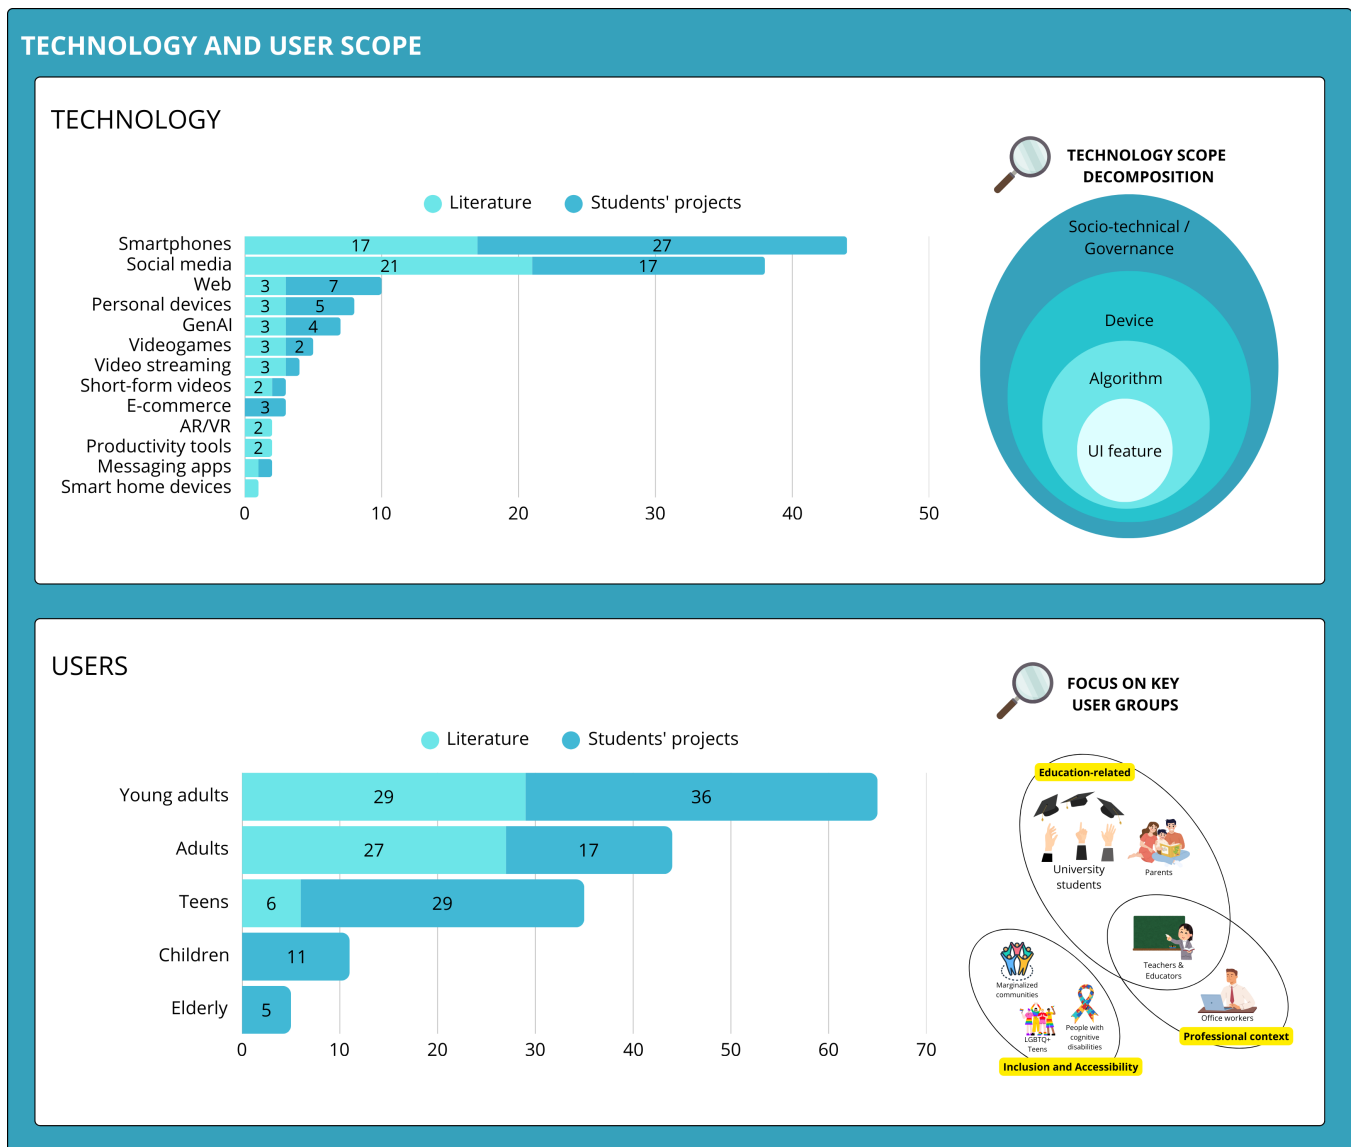 TECHNOLOGY AND USER SCOPE
TECHNOLOGY
TECHNOLOGY SCOPE
DECOMPOSITION
Literature
Students' projects
Smartphones 17 27
Social media 21 17
Web 3 7
Personal devices 3 5
GenAI 3 4
Videogames 3 2
Video streaming 3
Short-form videos 2
E-commerce 3
AR/VR 2
Productivity tools 2
Messaging apps
Smart home devices
0 10 20 30 40 50
Socio-technical /
Governance
Device
Algorithm
UI feature
USERS
FOCUS ON KEY
USER GROUPS
Literature
Students' projects
Young adults 29 36
Adults 27 17
Teens 6 29
Children 11
Elderly 5
0 10 20 30 40 50 60 70
Education-related
University
students
Parents
Teachers &
Educators
Office workers
Professional context
Marginalized
communities
LGBTQ+
Teens
People with
cognitive
disabilities
Inclusion and Accessibility